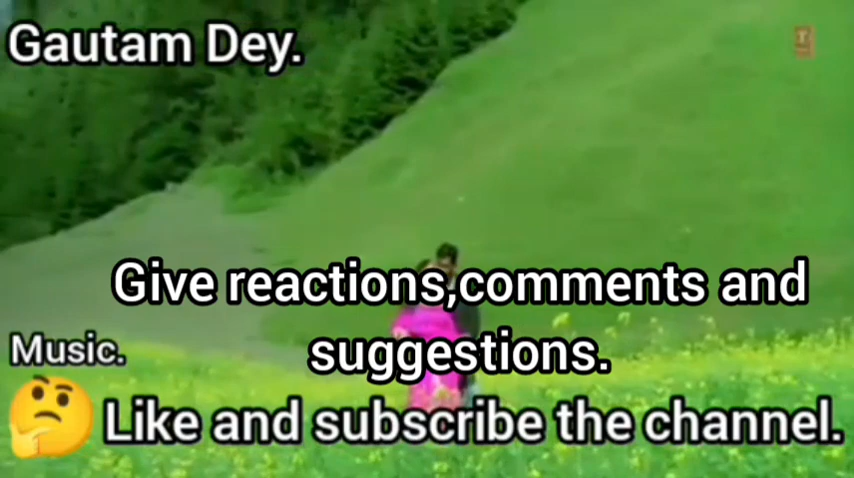 Gautam Dey.
T
Give reactions,comments and
suggestions.
Music.
Like and subscribe the channel.